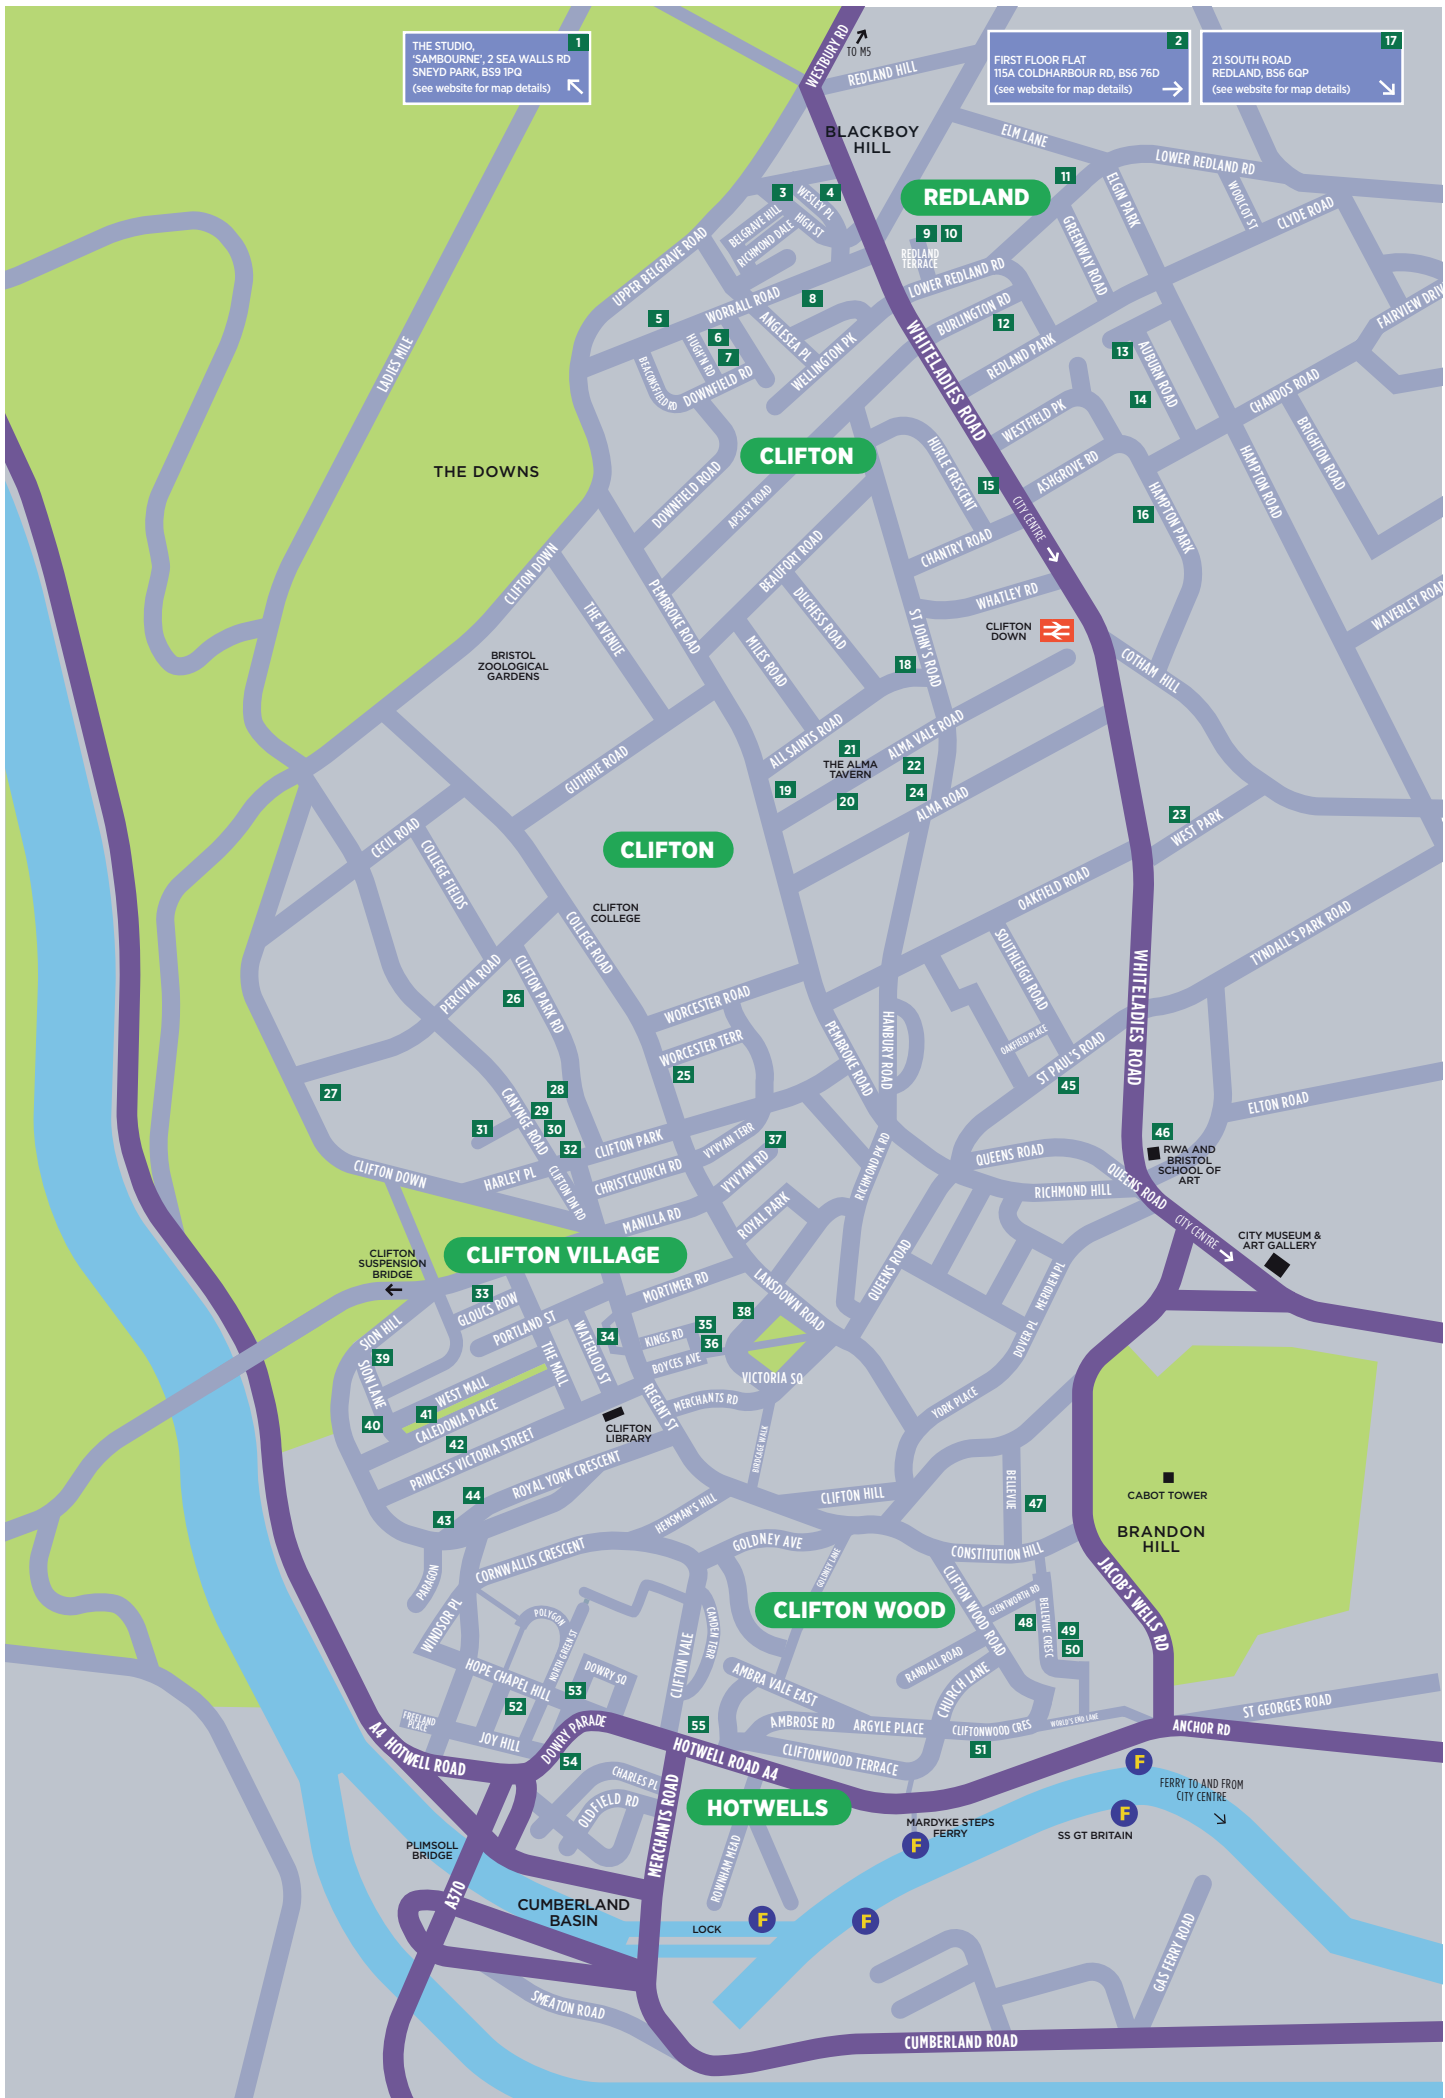 THE STUDIO,
'SAMBOURNE', 2 SEA WALLS RD
SNEYD PARK, BS9 1PQ
(see website for map details)
1
WESTBURY RD
TO M5
REDLAND HILL
FIRST FLOOR FLAT
115A COLDHARBOUR RD, BS6 76D
(see website for map details)
2
21 SOUTH ROAD
REDLAND, BS6 6QP
(see website for map details)
17
BLACKBOY
HILL
ELM LANE
LOWER REDLAND RD
11
ELGIN PARK
WOOLCOT ST
CLYDE ROAD
3
4
WESLEY PL
REDLAND
BELGRAVE HILL
HIGH ST
RICHMOND DALE
9
10
REDLAND
TERRACE
GREENWAY ROAD
UPPER BELGRAVE ROAD
LOWER REDLAND RD
WORRALL ROAD
8
BURLINGTON RD
12
FAIRVIEW DRIV
5
6
7
HUGH'N RD
ANGLESEA PL
WELLINGTON PK
WHITELADIES ROAD
REDLAND PARK
13
AUBURN ROAD
LADIES MILE
BEACONSFIELD RD
DOWNFIELD RD
14
CHANDOS ROAD
WESTFIELD PK
BRIGHTON ROAD
CLIFTON
HURLE CRESCENT
HAMPTON ROAD
THE DOWNS
ASHGROVE RD
15
CITY CENTRE
HAMPTON PARK
16
DOWNFIELD ROAD
APSLEY ROAD
CHANTRY ROAD
CLIFTON DOWN
BEAUFORT ROAD
WHATLEY RD
WAVERLEY ROAD
PEMBROKE ROAD
THE AVENUE
DUCHESS ROAD
ST JOHN'S ROAD
CLIFTON
DOWN
MILES ROAD
BRISTOL
ZOOLOGICAL
GARDENS
18
COTHAM HILL
ALL SAINTS ROAD
ALMA VALE ROAD
21
THE ALMA
TAVERN
22
GUTHRIE ROAD
19
20
24
ALMA ROAD
23
WEST PARK
CECIL ROAD
COLLEGE FIELDS
CLIFTON
OAKFIELD ROAD
CLIFTON
COLLEGE
COLLEGE ROAD
SOUTHLEIGH ROAD
TYNDALL'S PARK ROAD
PERCIVAL ROAD
CLIFTON PARK RD
26
WORCESTER ROAD
WHITELADIES ROAD
WORCESTER TERR
25
PEMBROKE ROAD
HANBURY ROAD
OAKFIELD PLACE
ST PAUL'S ROAD
45
27
28
29
30
31
32
CANYNGE ROAD
CLIFTON PARK
VYVYAN TERR
37
VYVYAN RD
RICHMOND PK RD
QUEENS ROAD
ELTON ROAD
46
RWA AND
BRISTOL
SCHOOL OF
ART
CLIFTON DOWN
HARLEY PL
CLIFTON DN RD
CHRISTCHURCH RD
RICHMOND HILL
QUEENS ROAD
MANILLA RD
ROYAL PARK
CITY CENTRE
CITY MUSEUM &
ART GALLERY
CLIFTON
SUSPENSION
BRIDGE
CLIFTON VILLAGE
33
MORTIMER RD
LANSDOWN ROAD
QUEENS ROAD
MERIDIEN PL
DOVER PL
GLOUCS ROW
SION HILL
PORTLAND ST
WATERLOO ST
34
KINGS RD
35
36
38
39
SION LANE
THE MALL
BOYCES AVE
VICTORIA SQ
WEST MALL
40
41
CALEDONIA PLACE
42
REGENT ST
MERCHANTS RD
YORK PLACE
CLIFTON
LIBRARY
BIRDCAGE WALK
PRINCESS VICTORIA STREET
ROYAL YORK CRESCENT
44
43
HENSMAN'S HILL
CLIFTON HILL
BELLEVUE
47
CABOT TOWER
BRANDON
HILL
CORNWALLIS CRESCENT
GOLDNEY AVE
GOLDNEY LANE
CONSTITUTION HILL
PARAGON
WINDSOR PL
POLYGON
NORTH GREEN ST
CAMDEN TERR
CLIFTON WOOD
CLIFTON WOOD ROAD
GLENTWORTH RD
BELLEVUE CRESC
48
49
50
JACOB'S WELLS RD
HOPE CHAPEL HILL
DOWRY SQ
CLIFTON VALE
RANDALL ROAD
CHURCH LANE
AMBRA VALE EAST
52
53
FREELAND
PLACE
JOY HILL
DOWRY PARADE
55
AMBROSE RD
ARGYLE PLACE
CLIFTONWOOD CRES
WORLD'S END LANE
ST GEORGES ROAD
ANCHOR RD
A4 HOTWELL ROAD
54
HOTWELL ROAD A4
CLIFTONWOOD TERRACE
51
CHARLES PL
OLDFIELD RD
MERCHANTS ROAD
HOTWELLS
F
FERRY TO AND FROM
CITY CENTRE
F
SS GT BRITAIN
MARDYKE STEPS
FERRY
F
PLIMSOLL
BRIDGE
A370
ROWNHAM MEAD
CUMBERLAND
BASIN
LOCK
F
F
GAS FERRY ROAD
SMEATON ROAD
CUMBERLAND ROAD